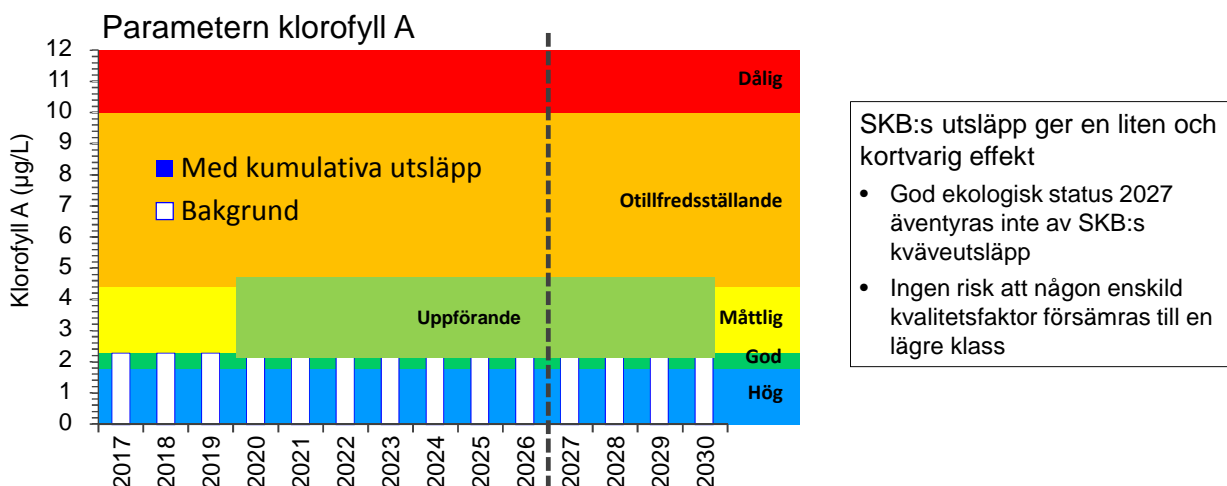 Parametern klorofyll A
Klorofyll A (µg/L)
12
11
10
9
8
7
6
5
4
3
2
1
0
Dålig
Med kumulativa utsläpp
Bakgrund
Otillfredsställande
Uppförande
Måttlig
God
Hög
2017
2018
2019
2020
2021
2022
2023
2024
2025
2026
2027
2028
2029
2030
SKB:s utsläpp ger en liten och
kortvarig effekt
• God ekologisk status 2027
äventyras inte av SKB:s
kväveutsläpp
• Ingen risk att någon enskild
kvalitetsfaktor försämras till en
lägre klass